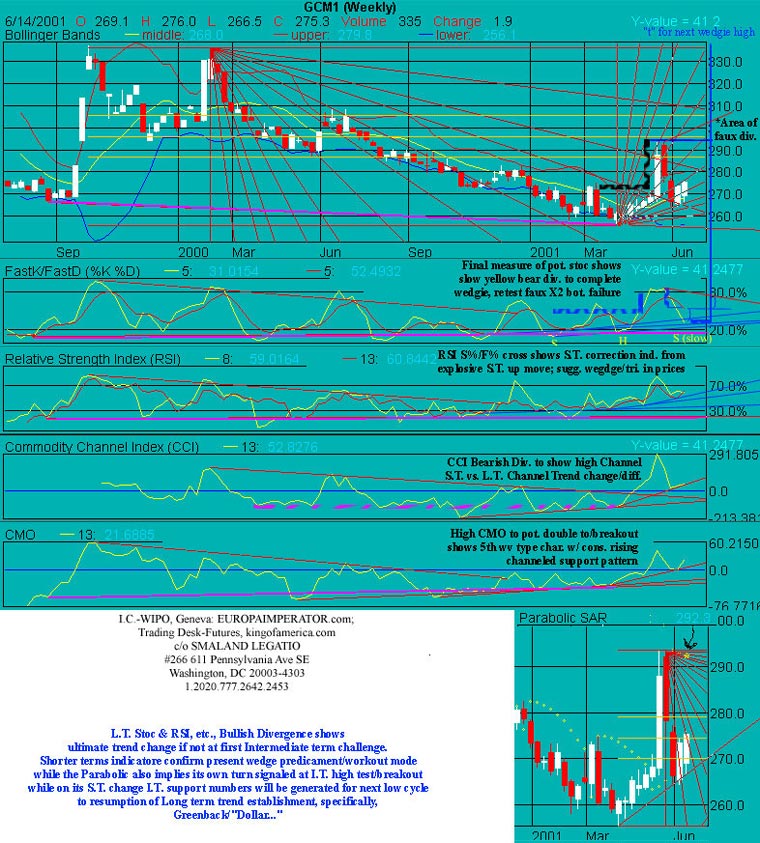 GCM1 (Weekly)
6/14/2001 O 269.1 H 276.0 L 266.5 C 275.3 Volume 335 Change 1.9 Y-value = 41.2
Bollinger Bands middle: 268.0 upper: 279.8 lower: 256.1
"t" for next wedgie high
330.0
320.0
310.0
*Area of
faux div.
290.0
280.0
270.0
260.0
Sep 2000 Mar Jun Sep 2001 Mar Jun
FastK/FastD (%K %D) 5: 31.0154 5: 52.4932
Y-value = 41.2477
Final measure of pot. stoc shows
slow yellow bear div. to complete
wedgie, retest faux X2 bot. failure
80.0%
20.0%
S H S (slow)
Relative Strength Index (RSI) 8: 59.0164 13: 60.8442
RSI S%/F% cross shows S.T. correction ind. from
explosive S.T. up move; sugg. wegdge/tri. in prices
70.0%
30.0%
Commodity Channel Index (CCI) 13: 52.8276
Y-value = 41.2477
291.805
CCI Bearish Div. to show high Channel
S.T. vs. L.T. Channel Trend change/diff.
0.0
-213.381
CMO 13: 21.6885
High CMO to pot. double to/breakout
shows 5th wv type char. w/ cons. rising
channeled support pattern
60.2150
0.0
-76.7716
I.C.-WIPO, Geneva: EUROPAIMPERATOR.com;
Trading Desk-Futures, kingofamerica.com
c/o SMALAND LEGATIO
#266 611 Pennsylvania Ave SE
Washington, DC 20003-4303
1.2020.777.2642.2453
L.T. Stoc & RSI, etc., Bullish Divergence shows
ultimate trend change if not at first Intermediate term challenge.
Shorter terms indicatore confirm present wedge predicament/workout mode
while the Parabolic also implies its own turn signaled at I.T. high test/breakout
while on its S.T. change I.T. support numbers will be generated for next low cycle
to resumption of Long term trend establishment, specifically,
Greenback/"Dollar..."
Parabolic SAR : 292.8
00.0
290.0
280.0
270.0
260.0
2001 Mar Jun